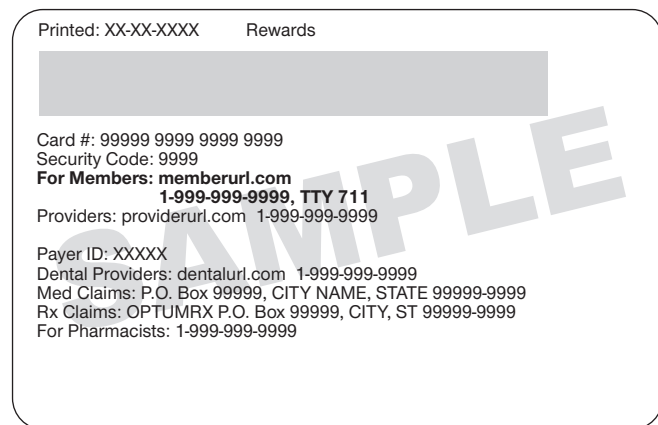 Printed: XX-XX-XXXX Rewards
Card #: 99999 9999 9999 9999
Security Code: 9999
For Members: memberurl.com
1-999-999-9999, TTY 711
Providers: providerurl.com 1-999-999-9999
Payer ID: XXXXX
Dental Providers: dentalurl.com 1-999-999-9999
Med Claims: P.O. Box 99999, CITY NAME, STATE 99999-9999
Rx Claims: OPTUMRX P.O. Box 99999, CITY, ST 99999-9999
For Pharmacists: 1-999-999-9999
SAMPLE